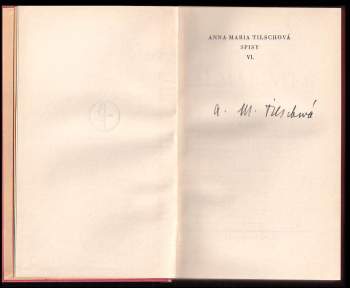 ANNA MARIA TILSCHOVÁ
SPISY
VI.
A. M. Tilschová